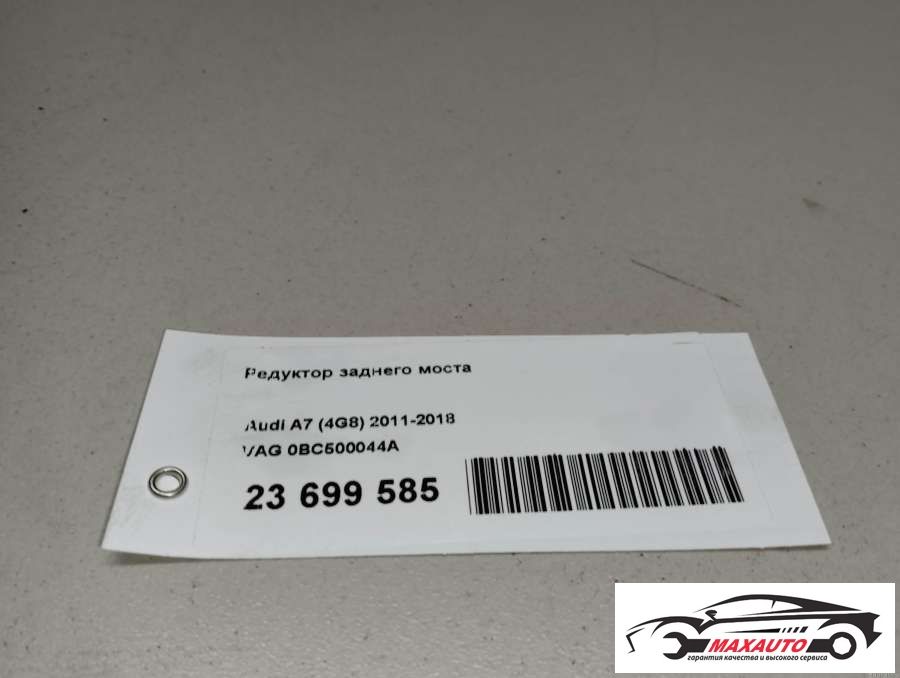 Редуктор заднего моста
Audi A7 (4G8) 2011-2018
VAG 0BC500044A
23 699 585
MAXAUTO
гарантия качества и высокого сервиса